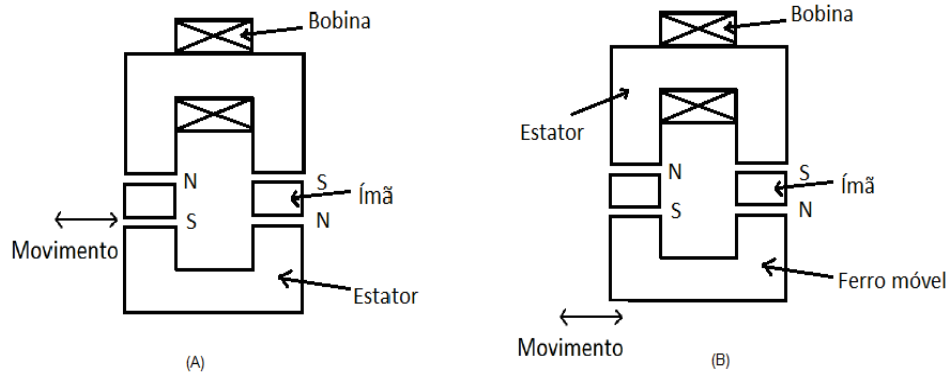 Bobina
N
S
Ímã
S
N
Movimento
Estator
(A)
Bobina
Estator
N
S
Ímã
S
N
Ferro móvel
Movimento
(B)